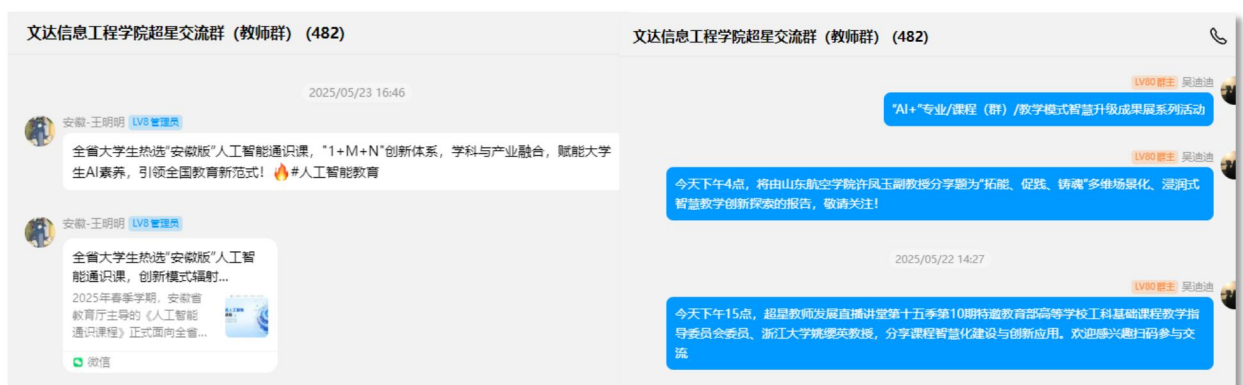 文达信息工程学院超星交流群（教师群）(482)
2025/05/23 16:46
安徽-王明明 LV8 管理员
全省大学生热选"安徽版"人工智能通识课，"1+M+N"创新体系，学科与产业融合，赋能大学
生AI素养，引领全国教育新范式！🔥#人工智能教育
安徽-王明明 LV8 管理员
全省大学生热选"安徽版"人工智
能通识课，创新模式辐射...
2025年春季学期，安徽省
教育厅主导的《人工智能
通识课程》正式面向全省...
微信
文达信息工程学院超星交流群（教师群）(482)
LV80 群主 吴迪迪
"AI+"专业/课程（群）/教学模式智慧升级成果展系列活动
LV80 群主 吴迪迪
今天下午4点，将由山东航空学院许凤玉副教授分享题为"拓能、促践、铸魂"多维场景化、浸润式
智慧教学创新探索的报告，敬请关注！
2025/05/22 14:27
LV80 群主 吴迪迪
今天下午15点，超星教师发展直播讲堂第十五季第10期特邀教育部高等学校工科基础课程教学指
导委员会委员、浙江大学姚缨英教授，分享课程智慧化建设与创新应用。欢迎感兴趣扫码参与交
流